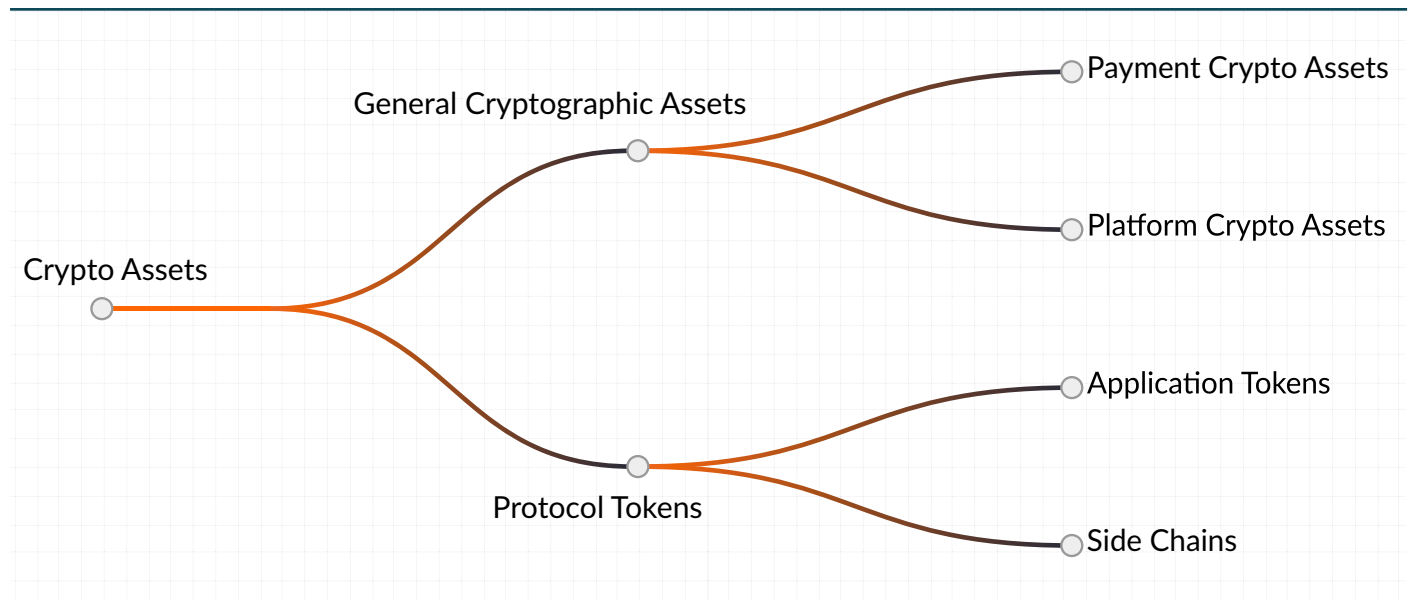 Crypto Assets
General Cryptographic Assets
Payment Crypto Assets
Platform Crypto Assets
Protocol Tokens
Application Tokens
Side Chains